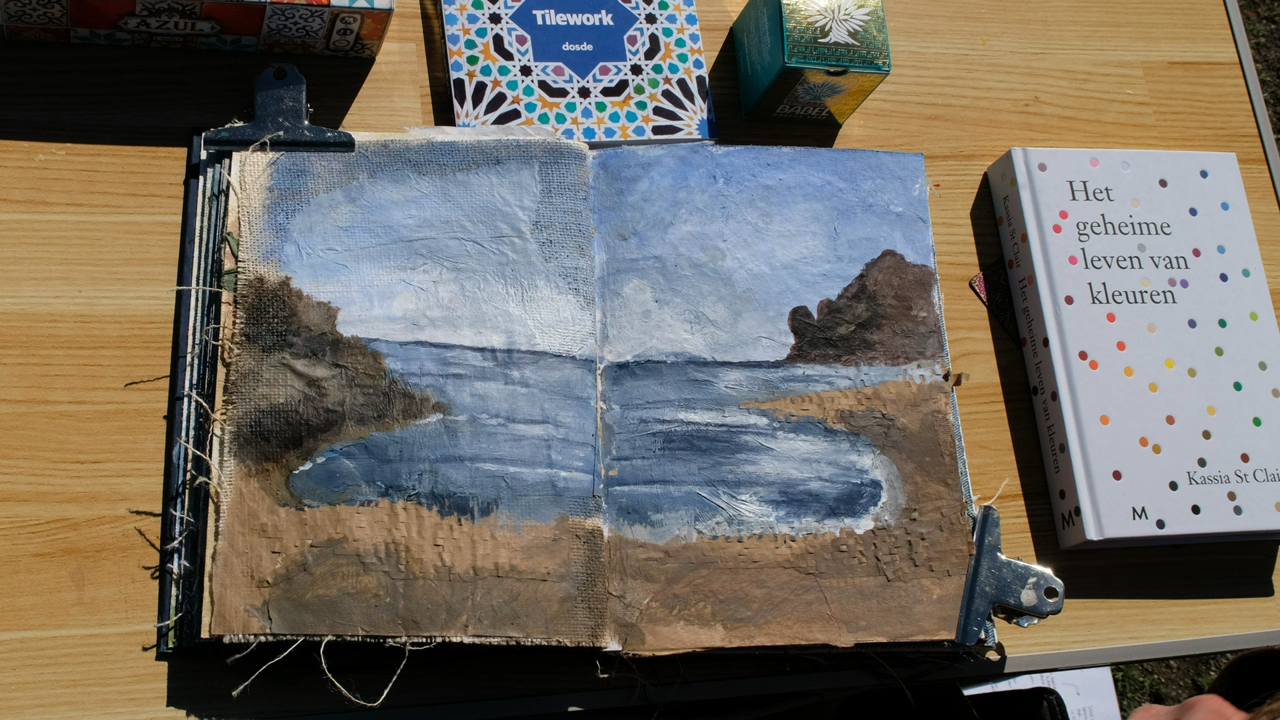 AZUL
Tilework
dosde
BABEL
Het
geheime
leven van
kleuren
Kassia St Clai
M
Kassia St Clair Het geheime leven van kleuren
M